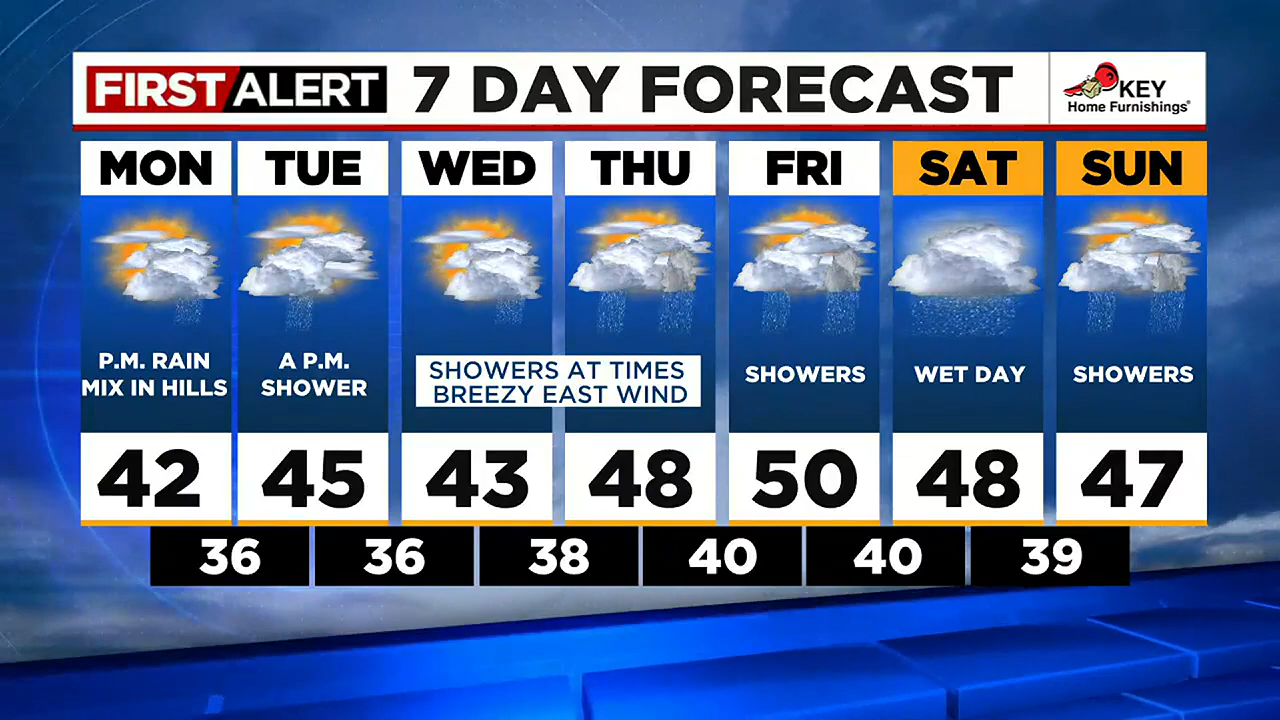 FIRST ALERT 7 DAY FORECAST
KEY
Home Furnishings®
MON TUE WED THU FRI SAT SUN
P.M. RAIN
MIX IN HILLS
A P.M.
SHOWER
SHOWERS AT TIMES
BREEZY EAST WIND
SHOWERS
WET DAY
SHOWERS
42 45 43 48 50 48 47
36 36 38 40 40 39